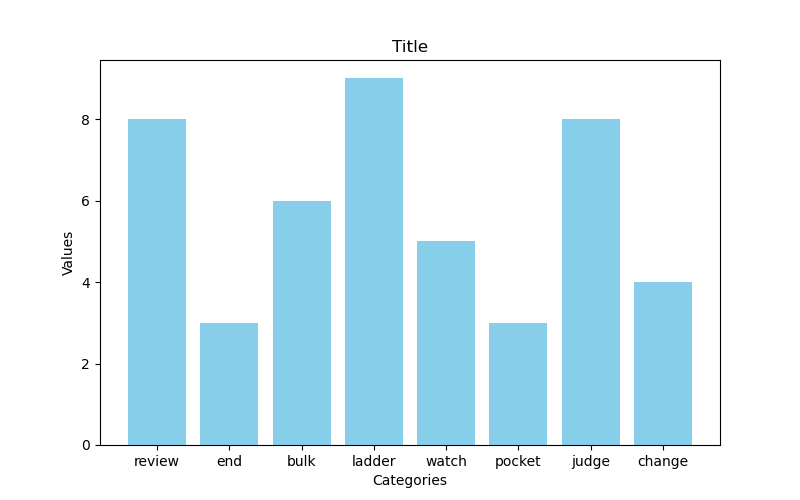 Title
Values
8
6
4
2
0
review end bulk ladder watch pocket judge change
Categories